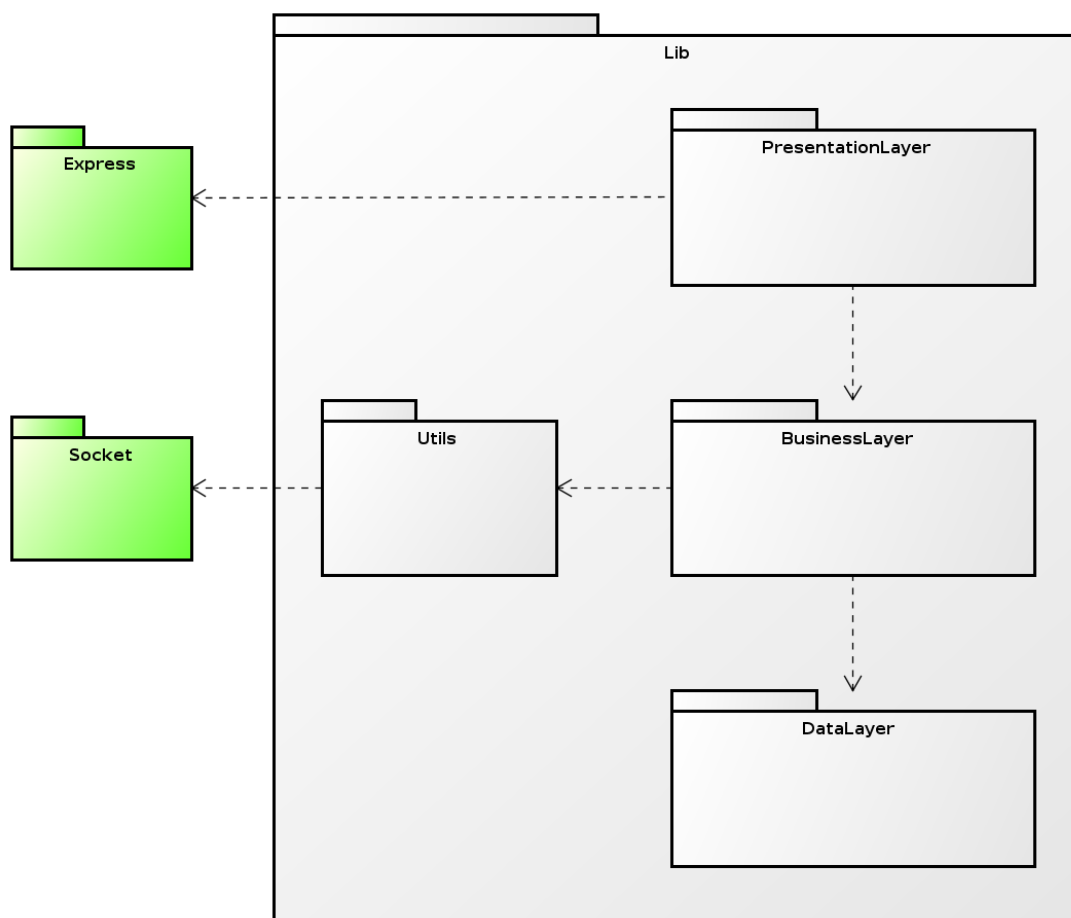 Lib
Express
PresentationLayer
Socket
Utils
BusinessLayer
DataLayer